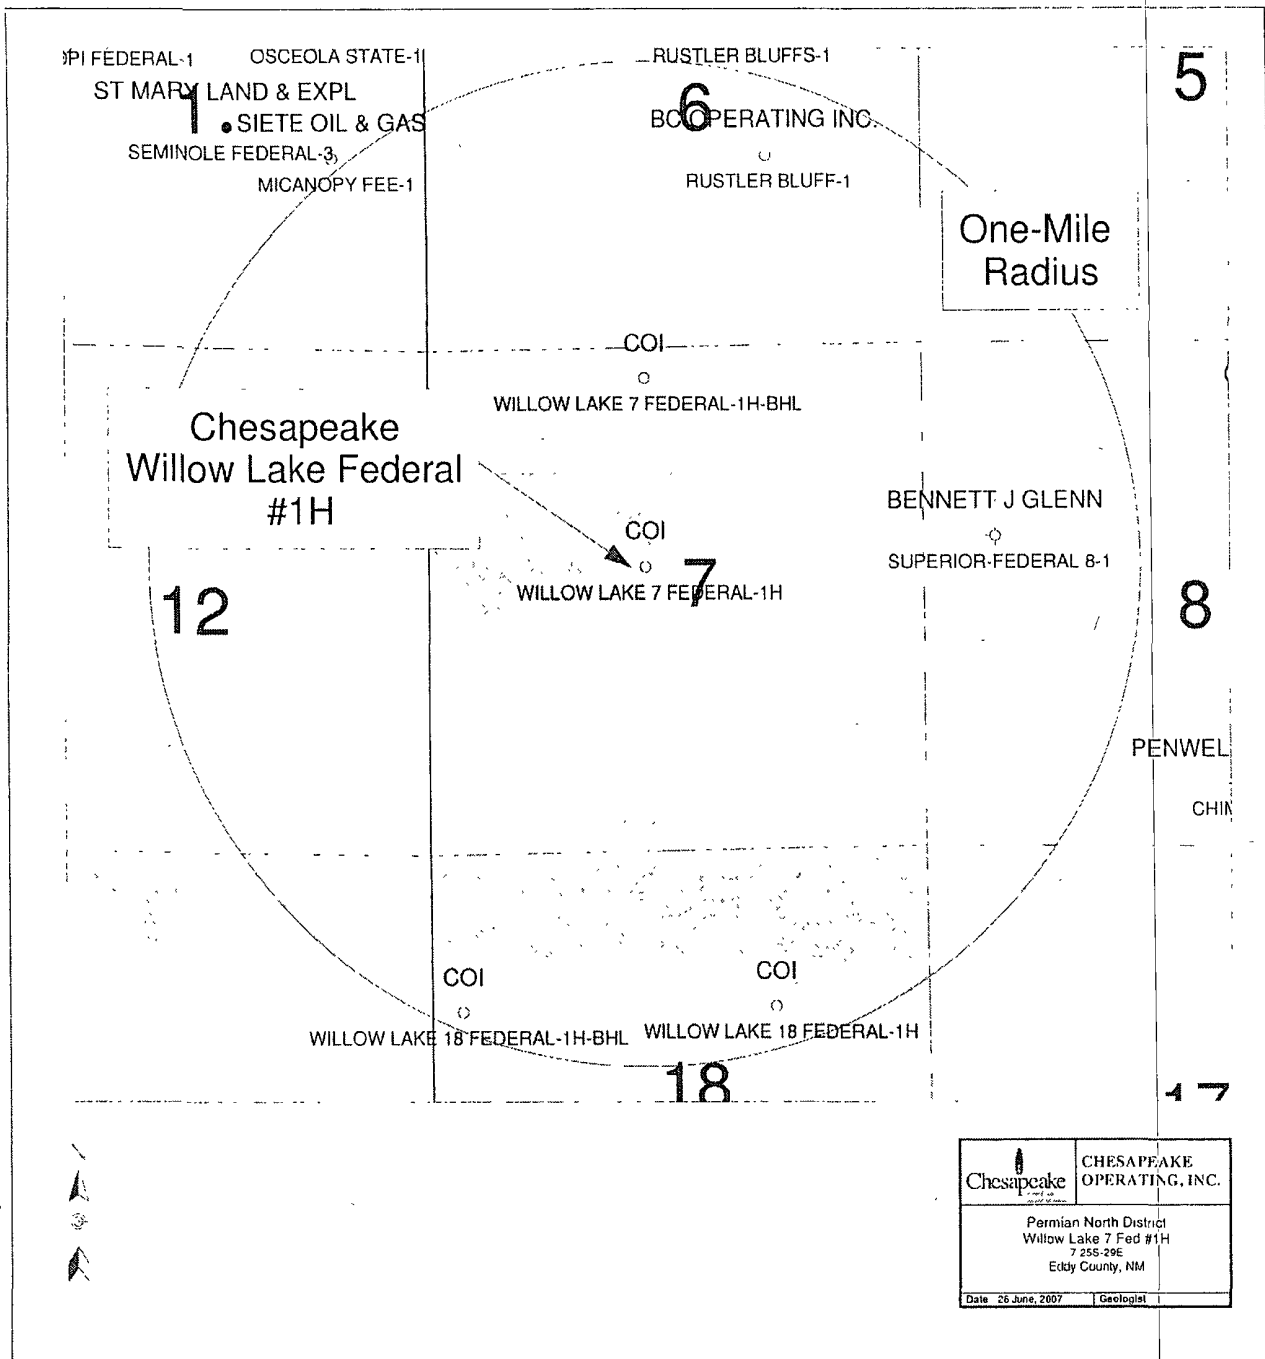 PI FEDERAL-1
OSCEOLA STATE-1
RUSTLER BLUFFS-1
5
ST MARY LAND & EXPL
1
SIETE OIL & GAS
6
BC OPERATING INC.
SEMINOLE FEDERAL-3
MICANOPY FEE-1
RUSTLER BLUFF-1
One-Mile
Radius
COI
WILLOW LAKE 7 FEDERAL-1H-BHL
Chesapeake
Willow Lake Federal
#1H
BENNETT J GLENN
SUPERIOR-FEDERAL 8-1
COI
7
WILLOW LAKE 7 FEDERAL-1H
12
8
PENWEL
CHIM
COI
COI
WILLOW LAKE 18 FEDERAL-1H-BHL
WILLOW LAKE 18 FEDERAL-1H
18
17
Chesapeake
CHESAPEAKE
OPERATING, INC.
Permian North District
Willow Lake 7 Fed #1H
7 25S-29E
Eddy County, NM
Date 26 June, 2007
Geologist